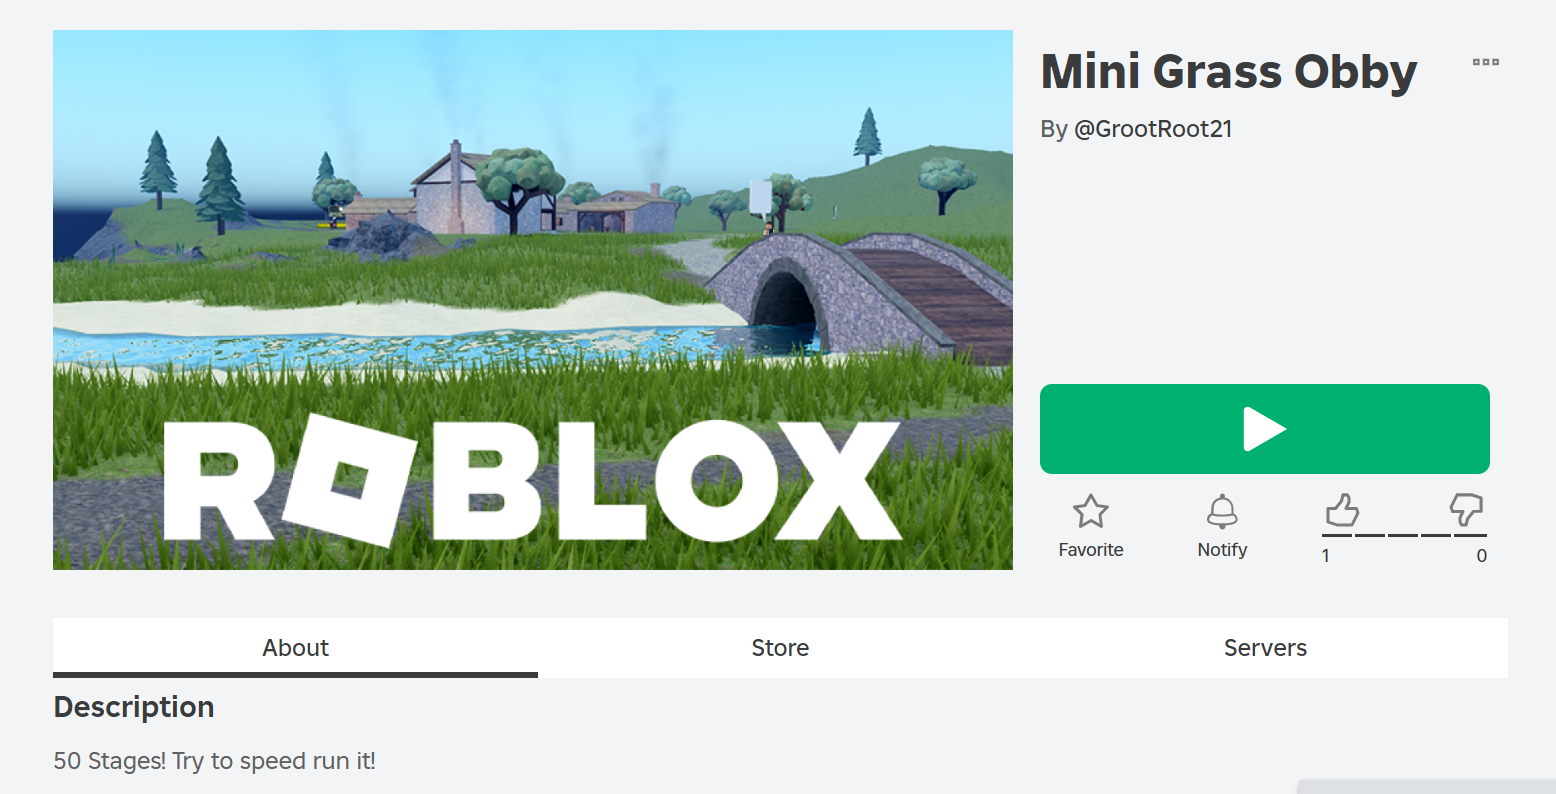 Mini Grass Obby
By @GrootRoot21
ROBLOX
Favorite
Notify
1
0
About
Store
Servers
Description
50 Stages! Try to speed run it!